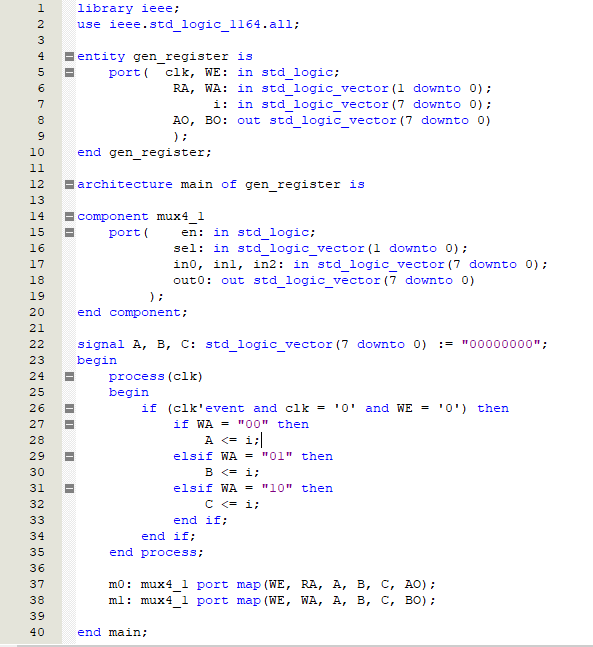 1 library ieee;
2 use ieee.std_logic_1164.all;
3
4 entity gen_register is
5 port( clk, WE: in std_logic;
6 RA, WA: in std_logic_vector(1 downto 0);
7 i: in std_logic_vector(7 downto 0);
8 AO, BO: out std_logic_vector(7 downto 0)
9 );
10 end gen_register;
11
12 architecture main of gen_register is
13
14 component mux4_1
15 port( en: in std_logic;
16 sel: in std_logic_vector(1 downto 0);
17 in0, in1, in2: in std_logic_vector(7 downto 0);
18 out0: out std_logic_vector(7 downto 0)
19 );
20 end component;
21
22 signal A, B, C: std_logic_vector(7 downto 0) := "00000000";
23 begin
24 process(clk)
25 begin
26 if (clk'event and clk = '0' and WE = '0') then
27 if WA = "00" then
28 A <= i;
29 elsif WA = "01" then
30 B <= i;
31 elsif WA = "10" then
32 C <= i;
33 end if;
34 end if;
35 end process;
36
37 m0: mux4_1 port map(WE, RA, A, B, C, AO);
38 m1: mux4_1 port map(WE, WA, A, B, C, BO);
39
40 end main;